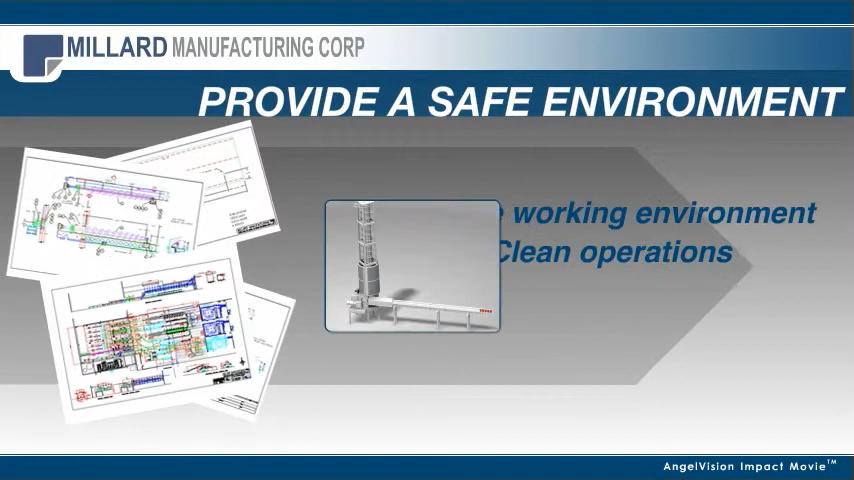 MILLARD MANUFACTURING CORP
PROVIDE A SAFE ENVIRONMENT
working environment
Clean operations
AngelVision Impact Movie™